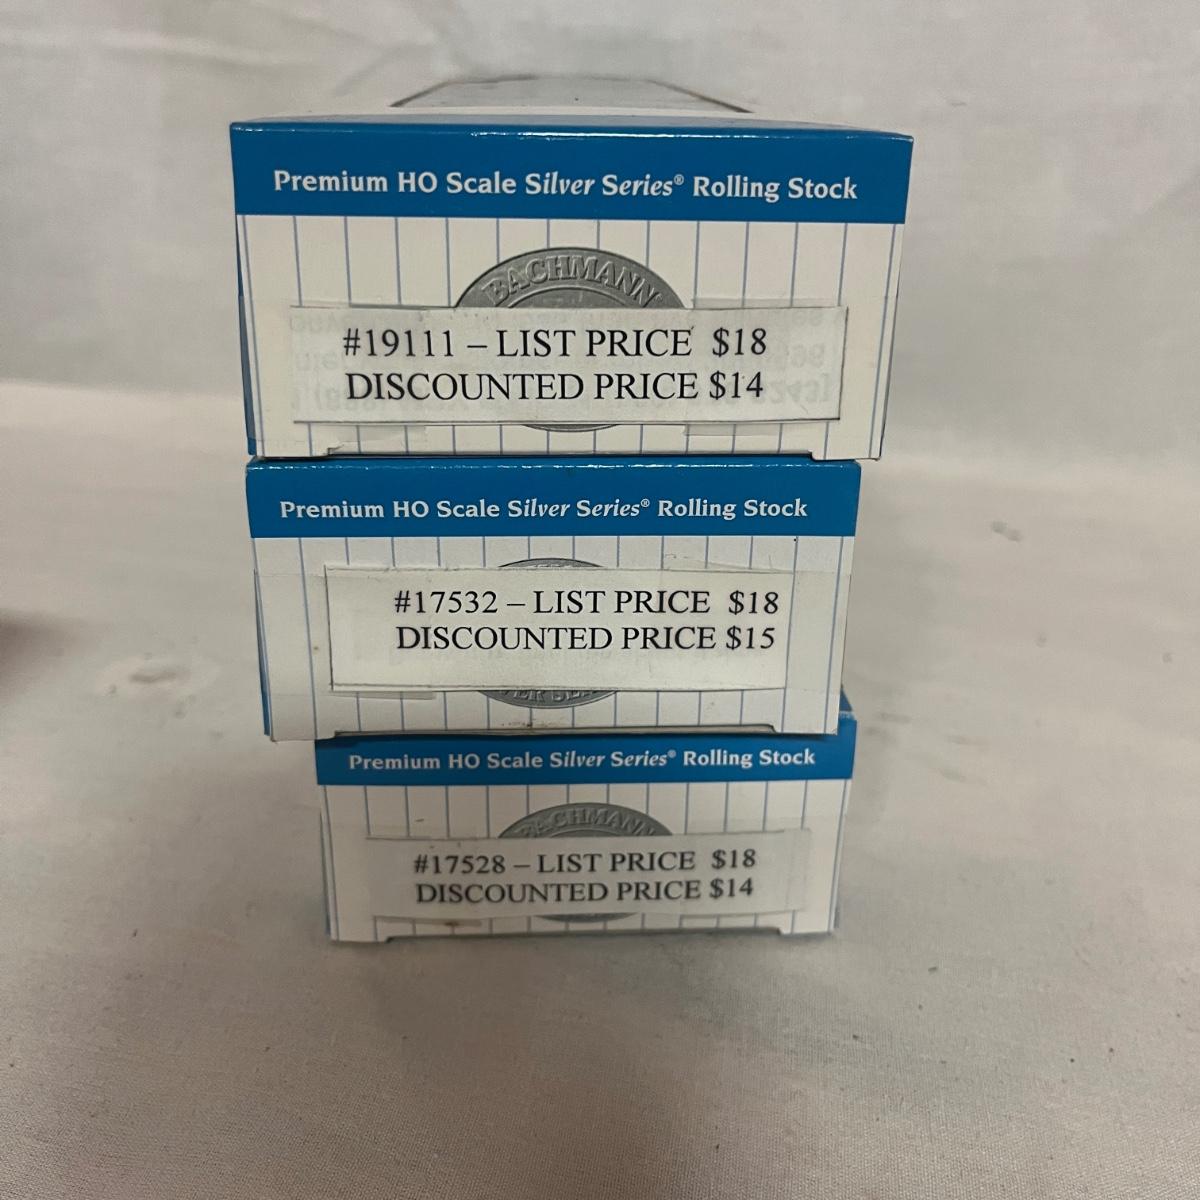 Premium HO Scale Silver Series® Rolling Stock
BACHMANN
#19111 – LIST PRICE $18
DISCOUNTED PRICE $14
Premium HO Scale Silver Series® Rolling Stock
#17532 – LIST PRICE $18
DISCOUNTED PRICE $15
Premium HO Scale Silver Series® Rolling Stock
BACHMANN
#17528 – LIST PRICE $18
DISCOUNTED PRICE $14